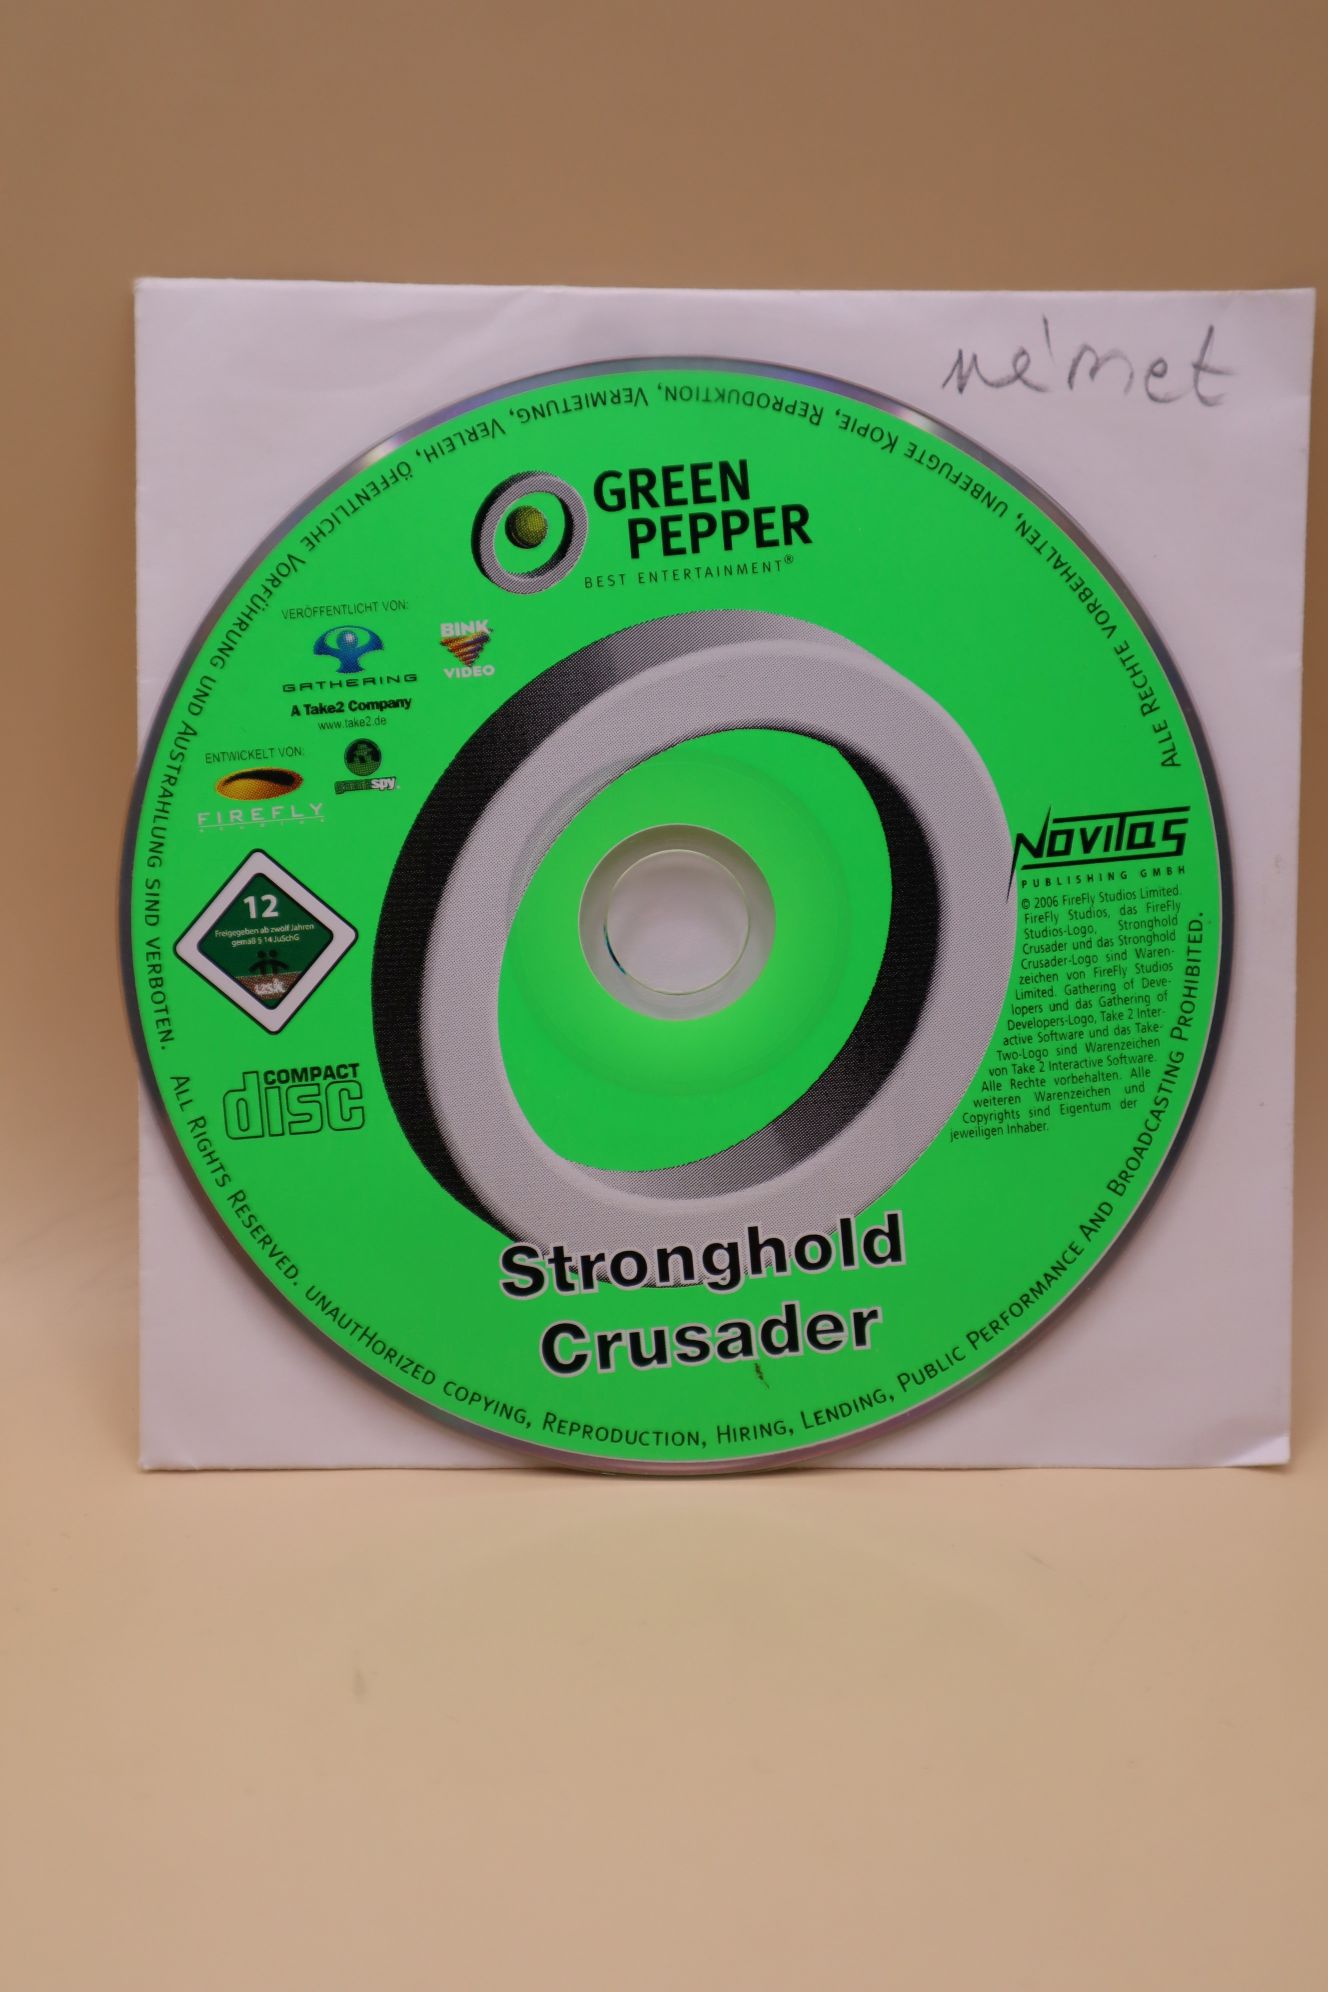 német
GREEN
PEPPER
BEST ENTERTAINMENT®
VERÖFFENTLICHT VON:
GATHERING
A Take2 Company
www.take2.de
BINK
VIDEO
ENTWICKELT VON:
FIREFLY
STUDIOS
gamespy
12
Freigegeben ab zwölf Jahren
gemäß § 14 JuSchG
usk
COMPACT
disc
NOVITAS
PUBLISHING GMBH
© 2006 FireFly Studios Limited.
FireFly Studios, das FireFly
Studios-Logo, Stronghold
Crusader und das Stronghold
Crusader-Logo sind Waren-
zeichen von FireFly Studios
Limited. Gathering of Deve-
lopers und das Gathering of
Developers-Logo, Take 2 Inter-
active Software und das Take-
Two-Logo sind Warenzeichen
von Take 2 Interactive Software.
Alle Rechte vorbehalten. Alle
weiteren Warenzeichen und
Copyrights sind Eigentum der
jeweiligen Inhaber.
Stronghold
Crusader
ALLE RECHTE VORBEHALTEN, UNBEFUGTE KOPIE, REPRODUKTION, VERMIETUNG, VERLEIH, ÖFFENTLICHE VORFÜHRUNG UND AUSTRAHLUNG SIND VERBOTEN.
ALL RIGHTS RESERVED. UNAUTHORIZED COPYING, REPRODUCTION, HIRING, LENDING, PUBLIC PERFORMANCE AND BROADCASTING PROHIBITED.